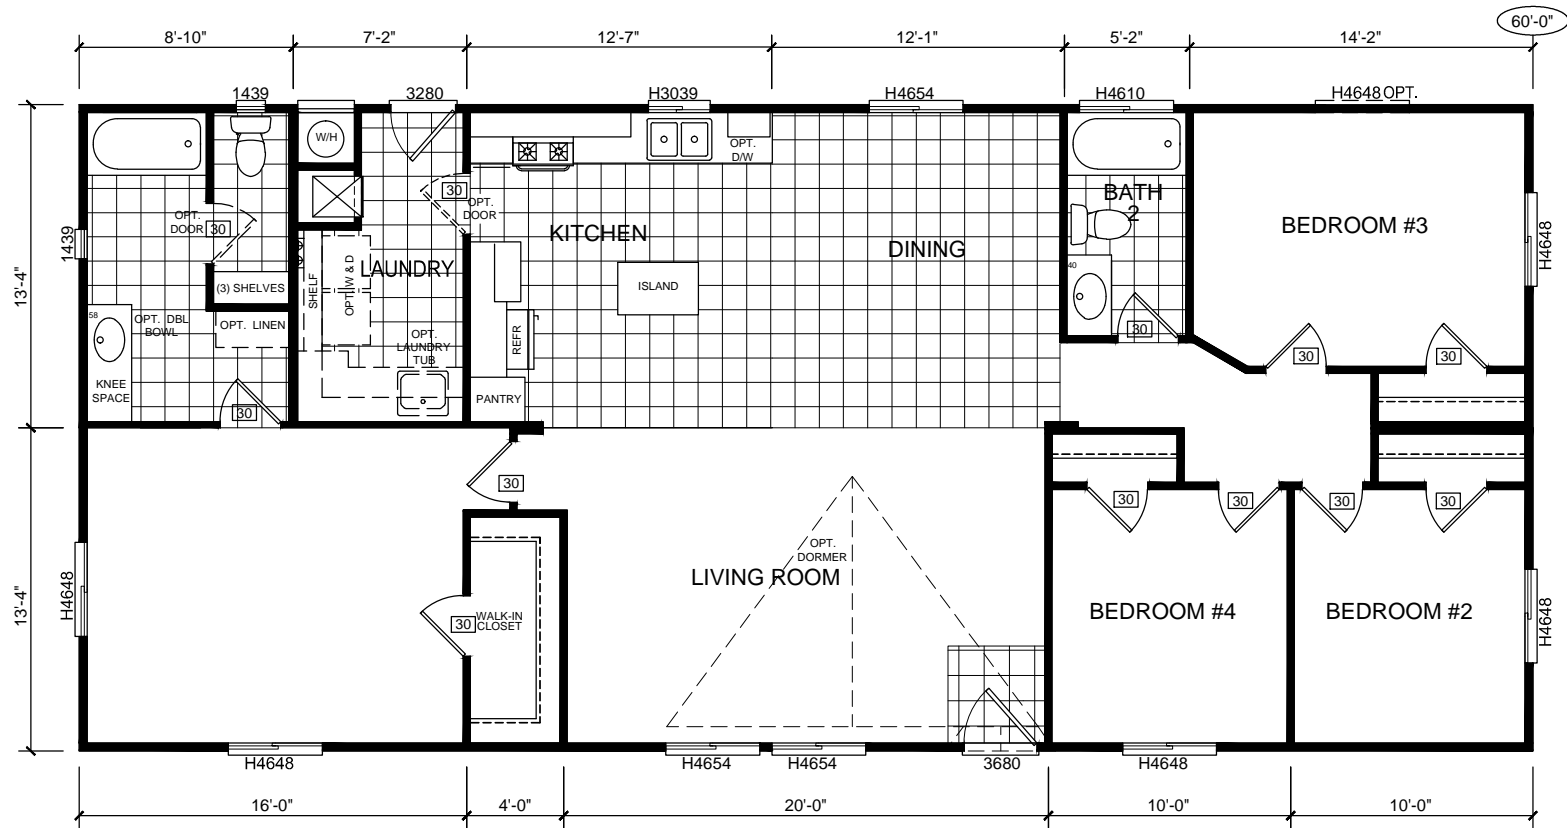 60'-0"
8'-10"
7'-2"
12'-7"
12'-1"
5'-2"
14'-2"
1439
3280
H3039
H4654
H4610
H4648 OPT.
W/H
OPT.
D/W
30
OPT.
DOOR
OPT.
DOOR
30
BATH
2
KITCHEN
DINING
BEDROOM #3
1439
H4648
LAUNDRY
SHELF
OPT. W & D
(3) SHELVES
ISLAND
40
13'-4"
58
OPT. DBL
BOWL
OPT. LINEN
OPT.
LAUNDRY
TUB
REFR
30
30
30
KNEE
SPACE
PANTRY
30
30
30
30
30
30
OPT.
DORMER
LIVING ROOM
13'-4"
H4648
30
WALK-IN
CLOSET
BEDROOM #4
BEDROOM #2
H4648
H4648
H4654
H4654
3680
H4648
16'-0"
4'-0"
20'-0"
10'-0"
10'-0"